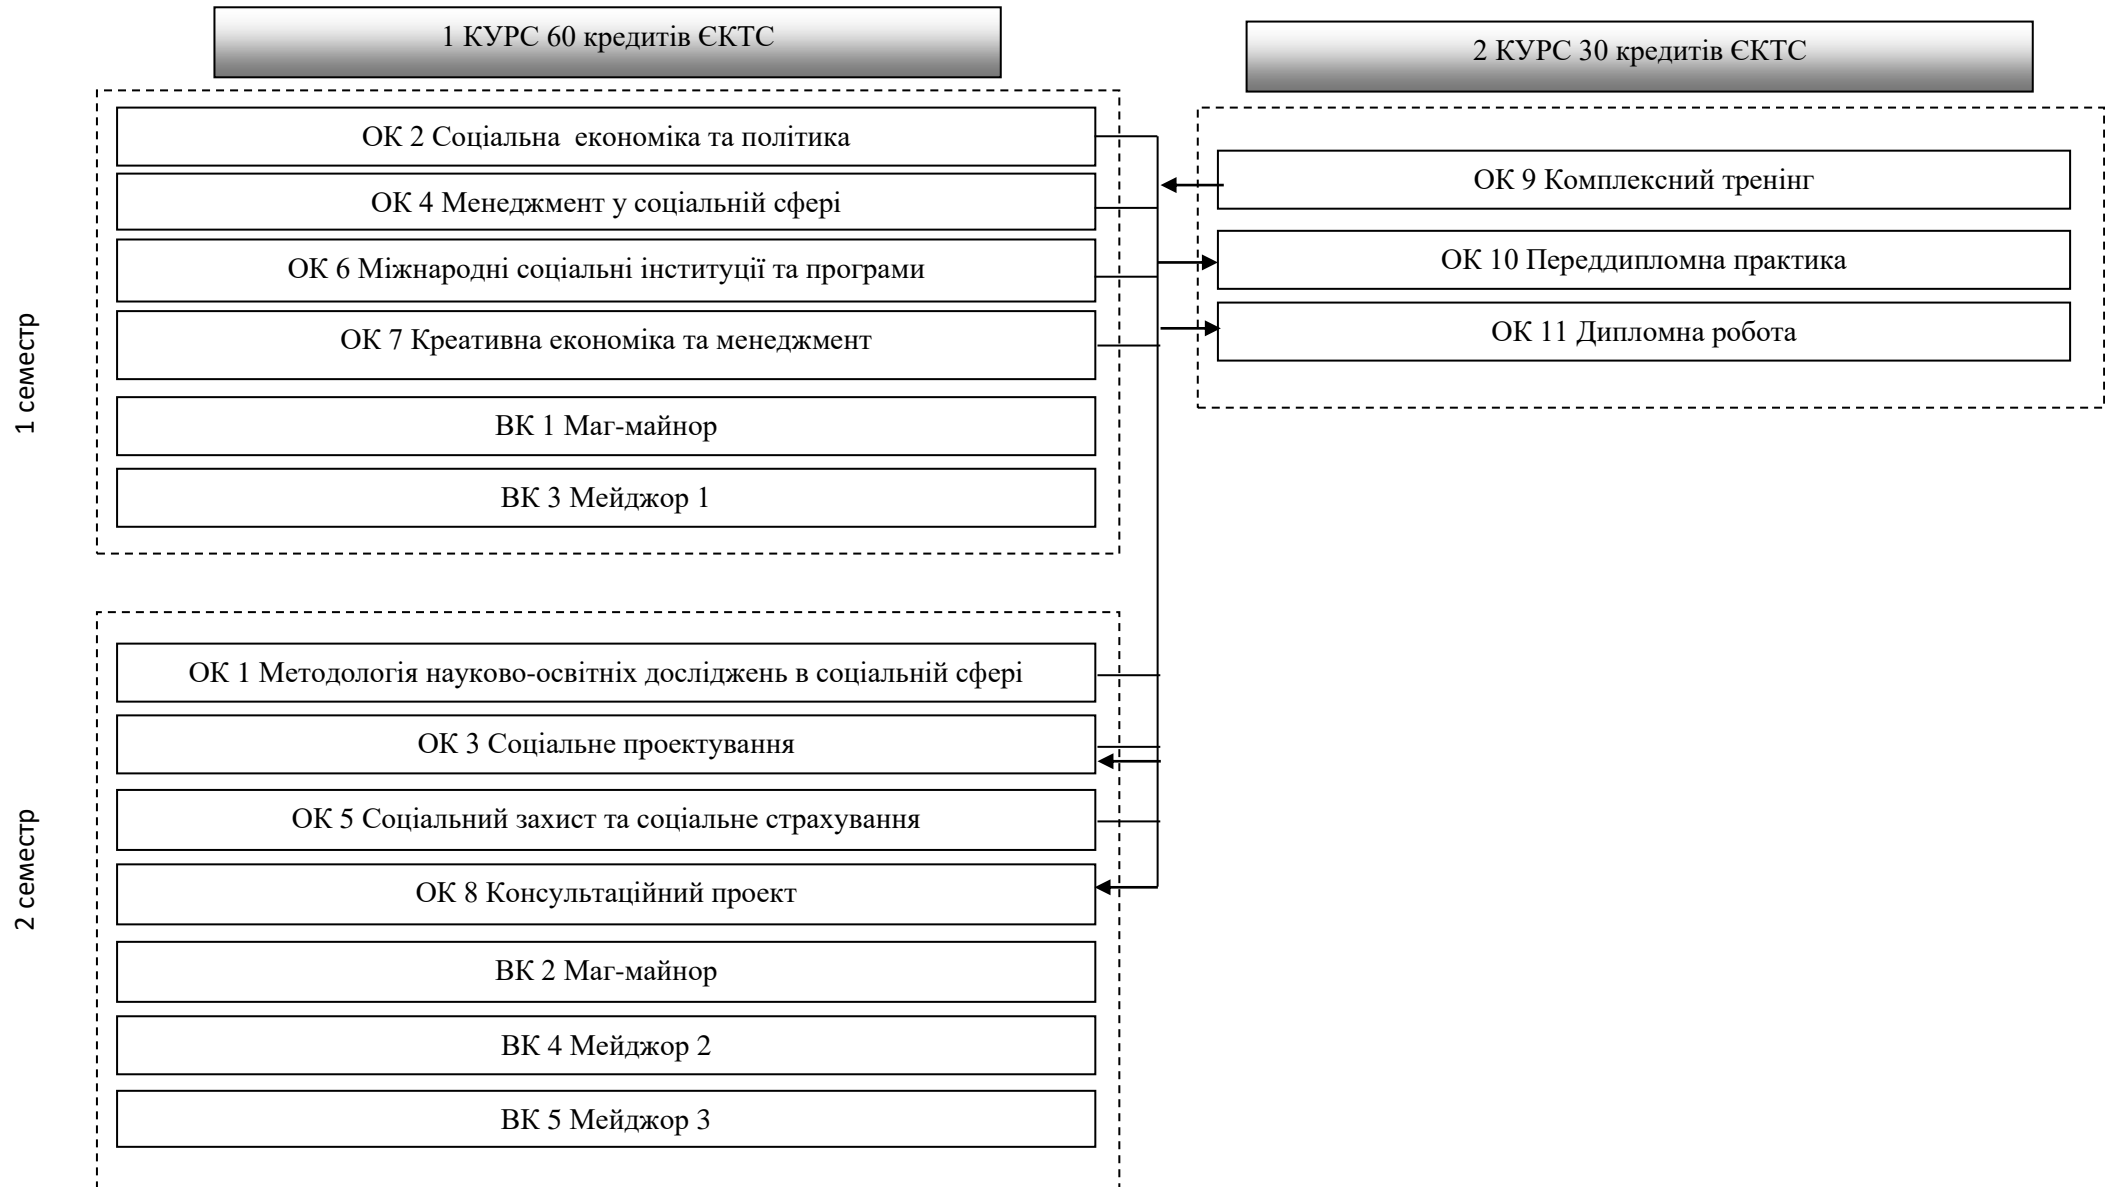 1 КУРС 60 кредитів ЄКТС
2 КУРС 30 кредитів ЄКТС
1 семестр
ОК 2 Соціальна економіка та політика
ОК 4 Менеджмент у соціальній сфері
ОК 6 Міжнародні соціальні інституції та програми
ОК 7 Креативна економіка та менеджмент
ВК 1 Маг-майнор
ВК 3 Мейджор 1
ОК 9 Комплексний тренінг
ОК 10 Переддипломна практика
ОК 11 Дипломна робота
2 семестр
ОК 1 Методологія науково-освітніх досліджень в соціальній сфері
ОК 3 Соціальне проектування
ОК 5 Соціальний захист та соціальне страхування
ОК 8 Консультаційний проект
ВК 2 Маг-майнор
ВК 4 Мейджор 2
ВК 5 Мейджор 3